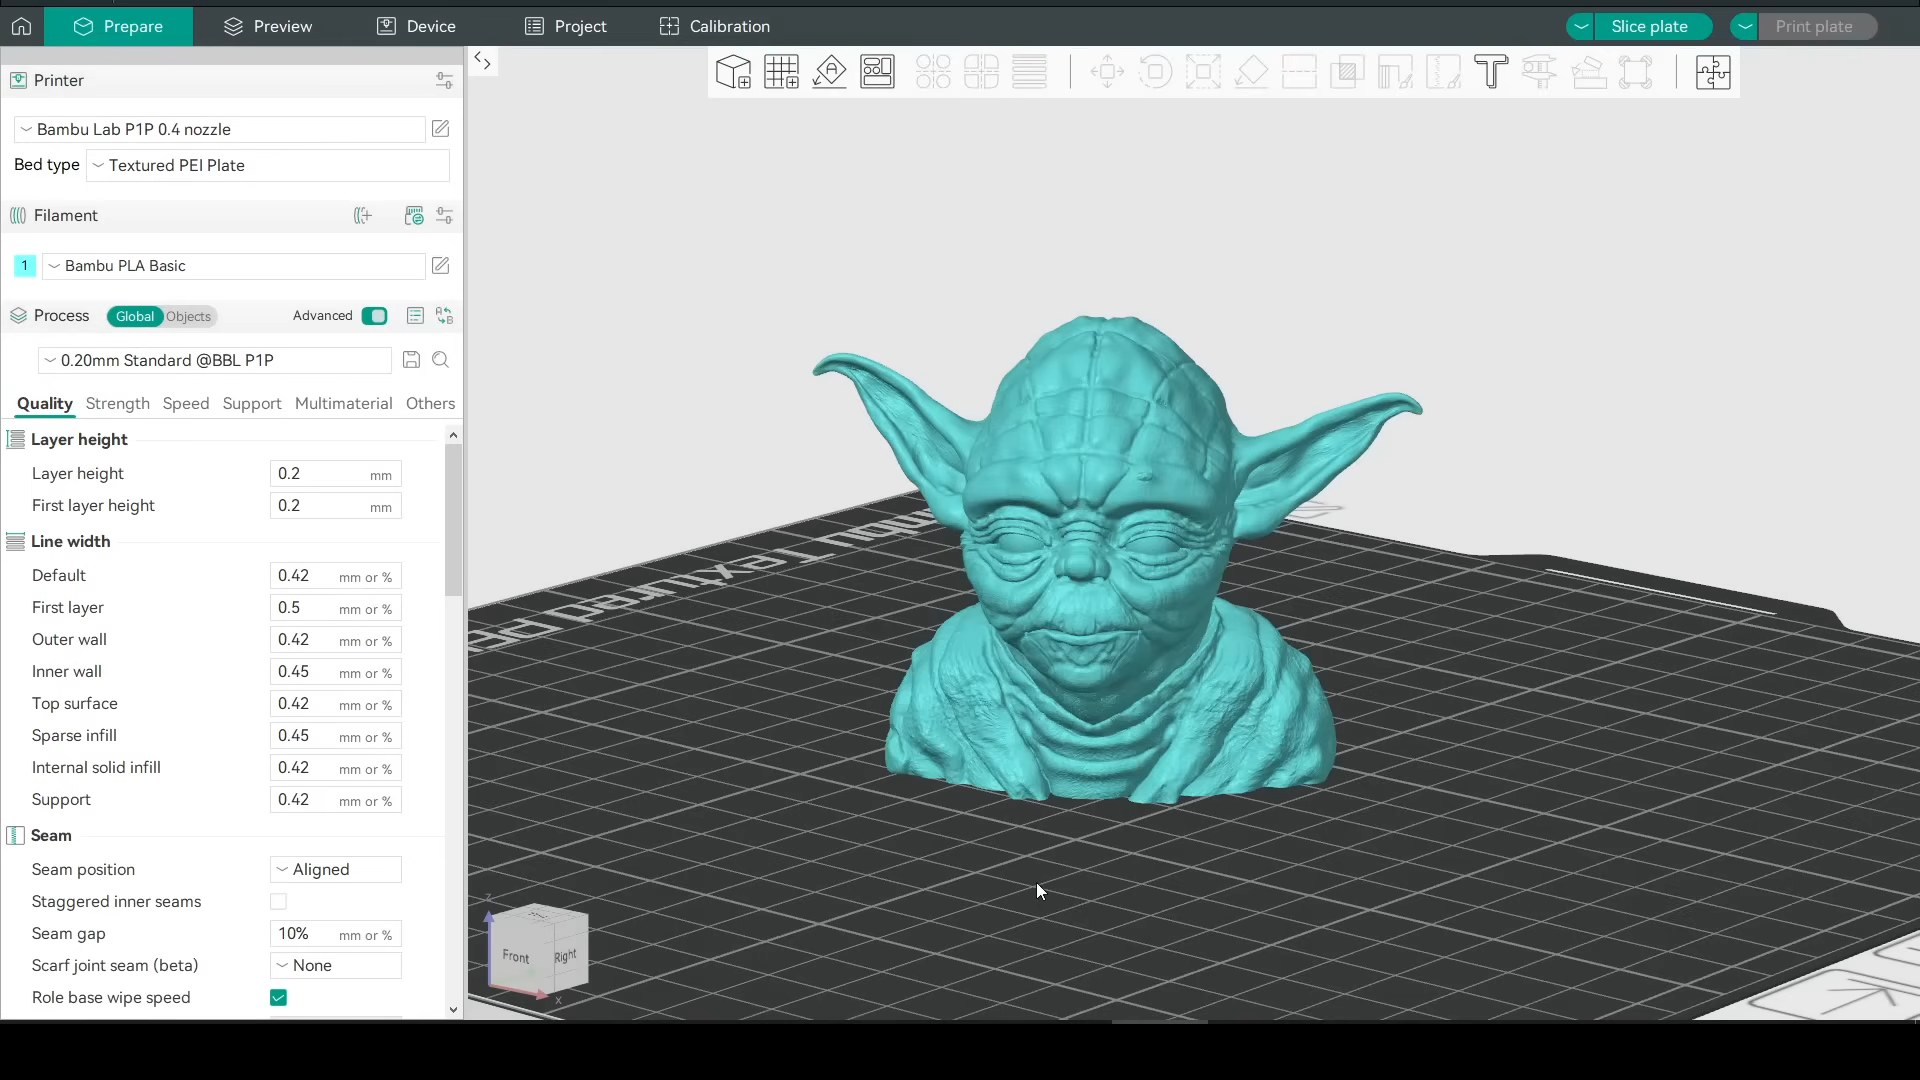 Prepare
Preview
Device
Project
Calibration
Slice plate
Print plate
Printer
Bambu Lab P1P 0.4 nozzle
Bed type
Textured PEI Plate
Filament
1
Bambu PLA Basic
Process
Global
Objects
Advanced
0.20mm Standard @BBL P1P
Quality
Strength
Speed
Support
Multimaterial
Others
Layer height
Layer height 0.2 mm
First layer height 0.2 mm
Line width
Default 0.42 mm or %
First layer 0.5 mm or %
Outer wall 0.42 mm or %
Inner wall 0.45 mm or %
Top surface 0.42 mm or %
Sparse infill 0.45 mm or %
Internal solid infill 0.42 mm or %
Support 0.42 mm or %
Seam
Seam position Aligned
Staggered inner seams
Seam gap 10% mm or %
Scarf joint seam (beta) None
Role base wipe speed
z
Front
Right
x